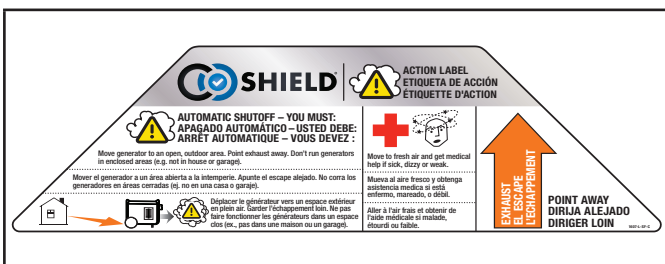 CO SHIELD
ACTION LABEL
ETIQUETA DE ACCIÓN
ÉTIQUETTE D'ACTION
AUTOMATIC SHUTOFF – YOU MUST:
APAGADO AUTOMÁTICO – USTED DEBE:
ARRÊT AUTOMATIQUE – VOUS DEVEZ :
Move generator to an open, outdoor area. Point exhaust away. Don't run generators
in enclosed areas (e.g. not in house or garage).
Mover el generador a un área abierta a la intemperie. Apunte el escape alejado. No corra los
generadores en áreas cerradas (ej. no en una casa o garaje).
Déplacer le générateur vers un espace extérieur
en plein air. Garder l'échappement loin. Ne pas
faire fonctionner les générateurs dans un espace
clos (ex., pas dans une maison ou un garage).
Move to fresh air and get medical
help if sick, dizzy or weak.
Mueva al aire fresco y obtenga
asistencia medica si está
enfermo, mareado, o débil.
Aller à l'air frais et obtenir de
l'aide médicale si malade,
étourdi ou faible.
EXHAUST
EL ESCAPE
L'ÉCHAPPEMENT
POINT AWAY
DIRIJA ALEJADO
DIRIGER LOIN